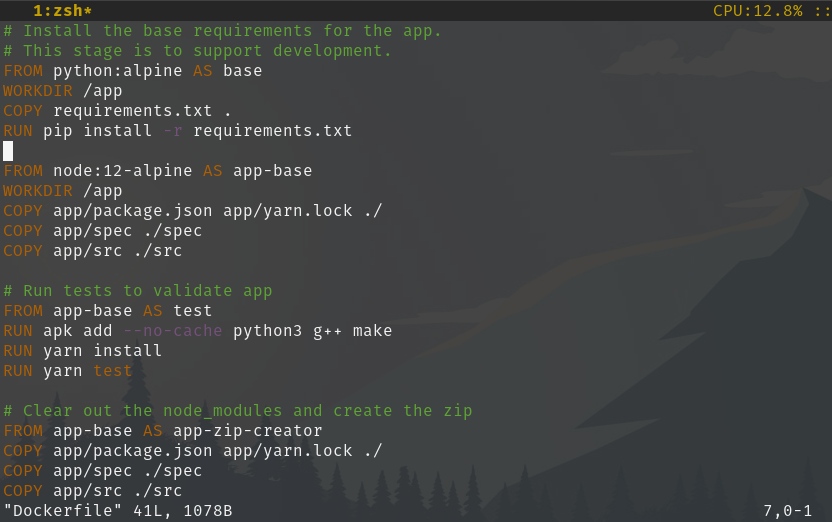 1:zsh* CPU:12.8% ::
# Install the base requirements for the app.
# This stage is to support development.
FROM python:alpine AS base
WORKDIR /app
COPY requirements.txt .
RUN pip install -r requirements.txt
FROM node:12-alpine AS app-base
WORKDIR /app
COPY app/package.json app/yarn.lock ./
COPY app/spec ./spec
COPY app/src ./src
# Run tests to validate app
FROM app-base AS test
RUN apk add --no-cache python3 g++ make
RUN yarn install
RUN yarn test
# Clear out the node_modules and create the zip
FROM app-base AS app-zip-creator
COPY app/package.json app/yarn.lock ./
COPY app/spec ./spec
COPY app/src ./src
"Dockerfile" 41L, 1078B 7,0-1